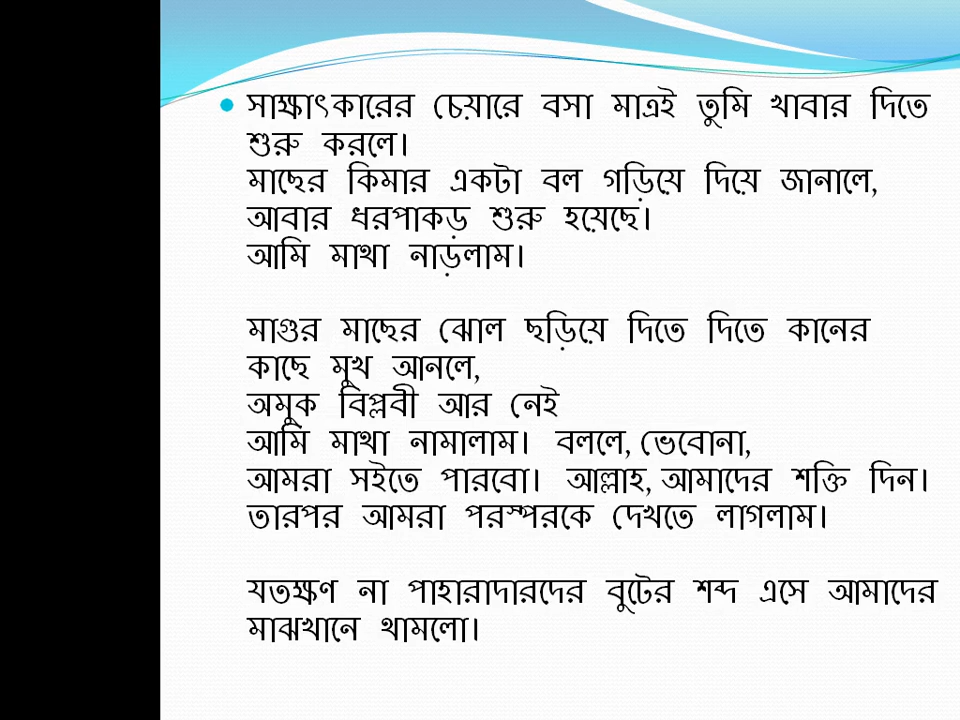 সাক্ষাৎকারের চেয়ারে বসা মাত্রই তুমি খাবার দিতে
শুরু করলে।
মাছের কিমার একটা বল গড়িয়ে দিয়ে জানালে,
আবার ধরপাকড় শুরু হয়েছে।
আমি মাথা নাড়লাম।
মাগুর মাছের ঝোল ছড়িয়ে দিতে দিতে কানের
কাছে মুখ আনলে,
অমুক বিপ্লবী আর নেই
আমি মাথা নামালাম। বললে, ভেবোনা,
আমরা সইতে পারবো। আল্লাহ, আমাদের শক্তি দিন।
তারপর আমরা পরস্পরকে দেখতে লাগলাম।
যতক্ষণ না পাহারাদারদের বুটের শব্দ এসে আমাদের
মাঝখানে থামলো।